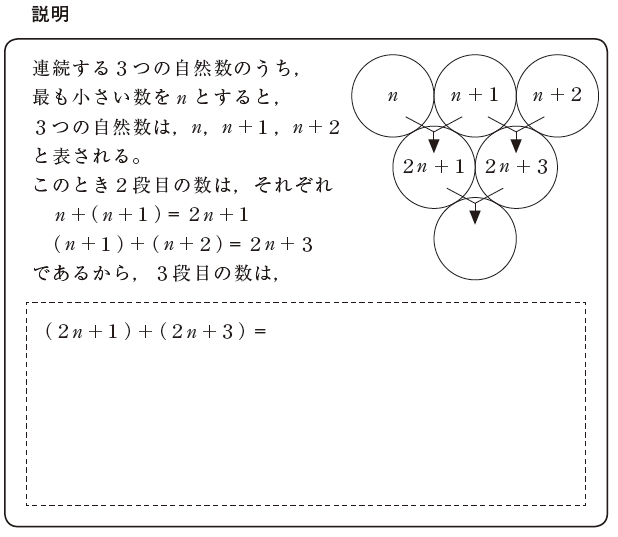 説明
連続する３つの自然数のうち，
最も小さい数をnとすると，
３つの自然数は，n，n＋１，n＋２
と表される。
このとき２段目の数は，それぞれ
n＋(n＋１)＝２n＋１
(n＋１)＋(n＋２)＝２n＋３
であるから，３段目の数は，
n
n＋１
n＋２
２n＋１
２n＋３
(２n＋１)＋(２n＋３)＝